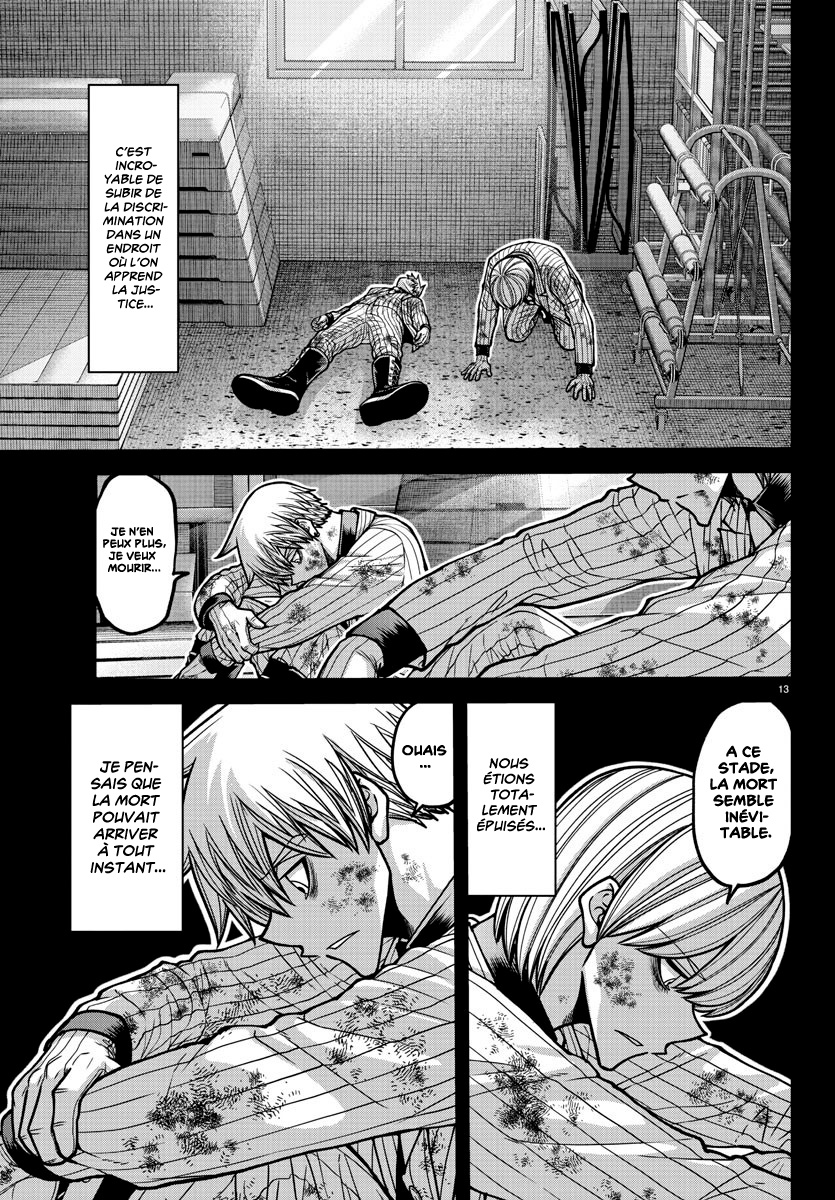 C'EST
INCRO-
YABLE DE
SUBIR DE
LA DISCRI-
MINATION
DANS UN
ENDROIT
OÙ L'ON
APPREND
LA JUS-
TICE...
JE N'EN
PEUX PLUS,
JE VEUX
MOURIR...
13
A CE
STADE,
LA MORT
SEMBLE
INÉVI-
TABLE.
NOUS
ÉTIONS
TOTA-
LEMENT
ÉPUISÉS...
OUAIS
...
JE PEN-
SAIS QUE
LA MORT
POUVAIT
ARRIVER
À TOUT
INSTANT...